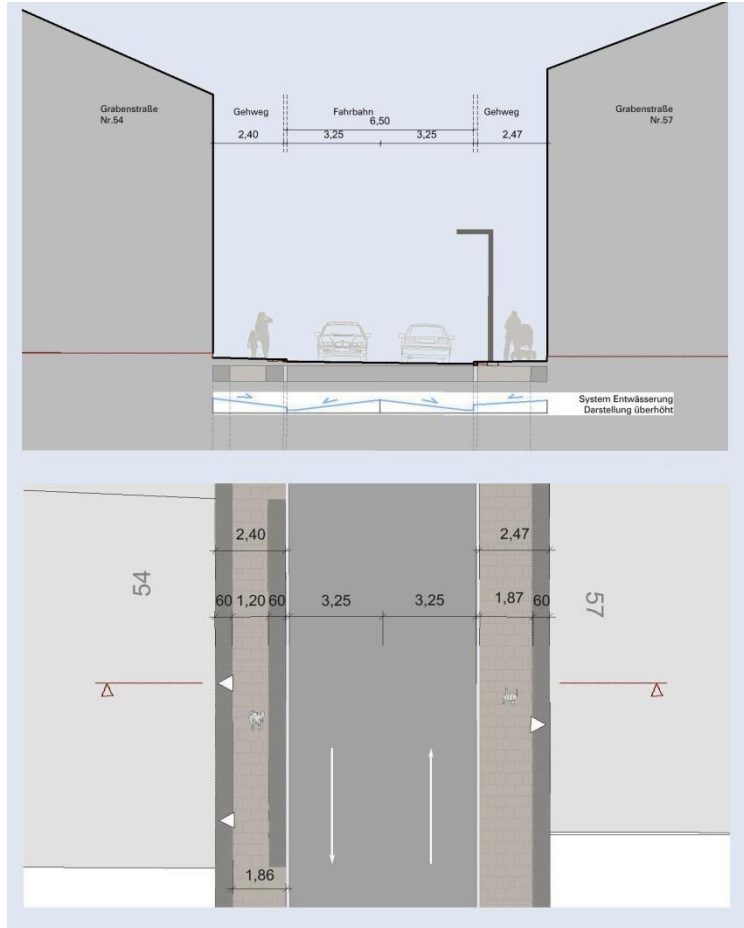 Grabenstraße
Nr.54
Gehweg
Fahrbahn
Gehweg
Grabenstraße
Nr.57
6,50
2,40
3,25
3,25
2,47
System Entwässerung
Darstellung überhöht
2,40
2,47
54
57
60
1,20
60
3,25
3,25
1,87
60
1,86